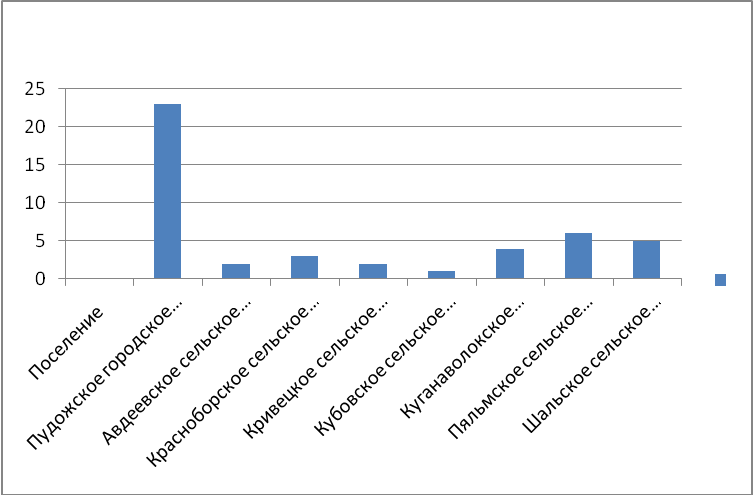 25
20
15
10
5
0
Поселение
Пудожское городское...
Авдеевское сельское...
Красноборское сельское...
Кривецкое сельское...
Кубовское сельское...
Куганаволокское...
Пяльмское сельское...
Шальское сельское...